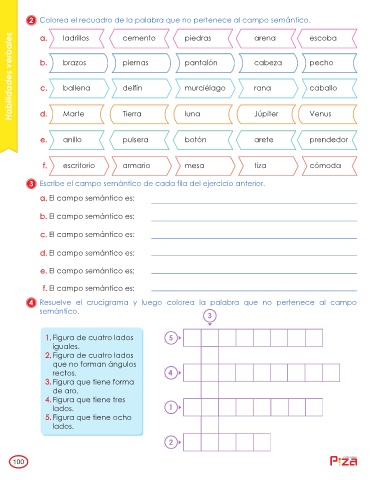 Habilidades verbales
2 Colorea el recuadro de la palabra que no pertenece al campo semántico.
a. ladrillos cemento piedras arena escoba
b. brazos piernas pantalón cabeza pecho
c. ballena delfín murciélago rana caballo
d. Marte Tierra luna Júpiter Venus
e. anillo pulsera botón arete prendedor
f. escritorio armario mesa tiza cómoda
3 Escribe el campo semántico de cada fila del ejercicio anterior.
a. El campo semántico es:
b. El campo semántico es:
c. El campo semántico es:
d. El campo semántico es:
e. El campo semántico es:
f. El campo semántico es:
4 Resuelve el crucigrama y luego colorea la palabra que no pertenece al campo
semántico.
3
1. Figura de cuatro lados
iguales.
2. Figura de cuatro lados
que no forman ángulos
rectos.
3. Figura que tiene forma
de aro.
4. Figura que tiene tres
lados.
5. Figura que tiene ocho
lados.
5
4
1
2
100